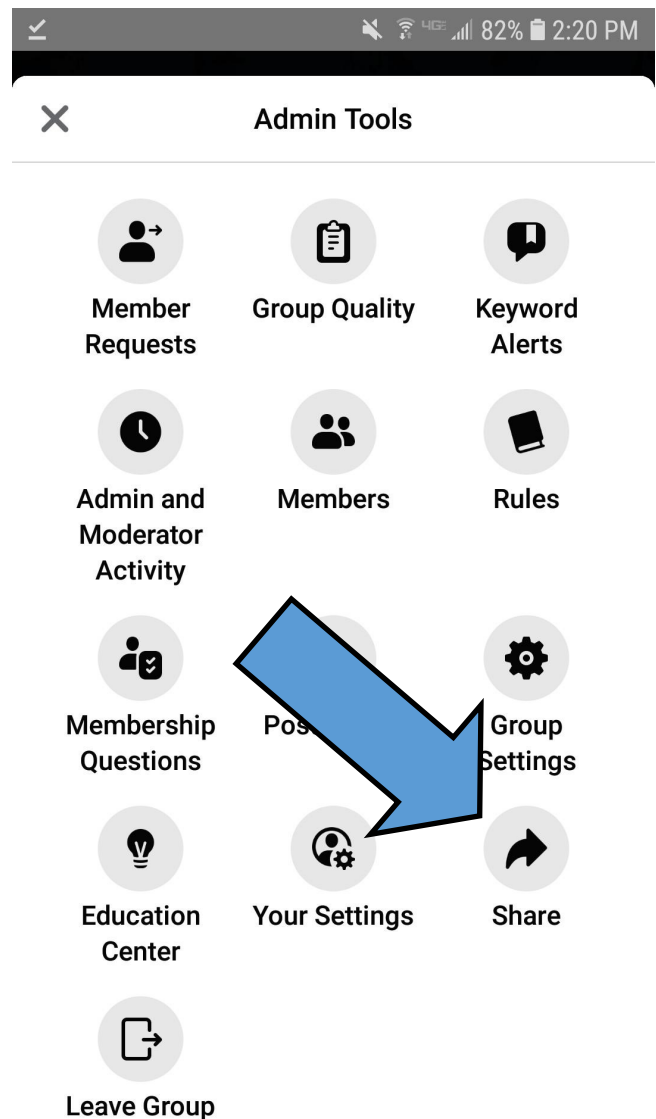 4GE 82% 2:20 PM
Admin Tools
Member
Requests
Group Quality
Keyword
Alerts
Admin and
Moderator
Activity
Members
Rules
Membership
Questions
Group
Settings
Education
Center
Your Settings
Share
Leave Group